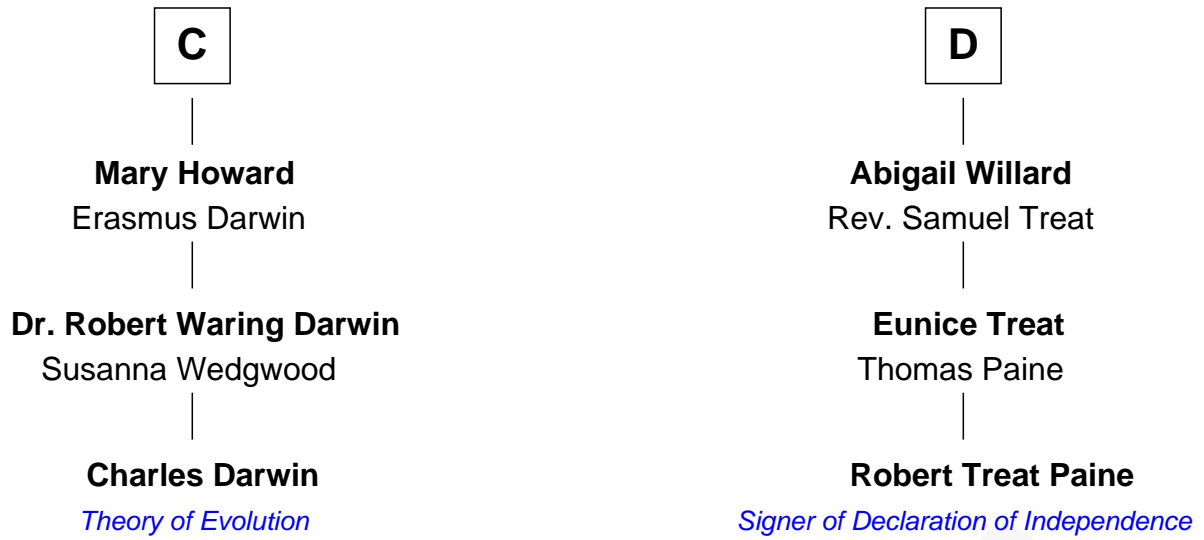 C
Mary Howard
Erasmus Darwin
Dr. Robert Waring Darwin
Susanna Wedgwood
Charles Darwin
Theory of Evolution
D
Abigail Willard
Rev. Samuel Treat
Eunice Treat
Thomas Paine
Robert Treat Paine
Signer of Declaration of Independence